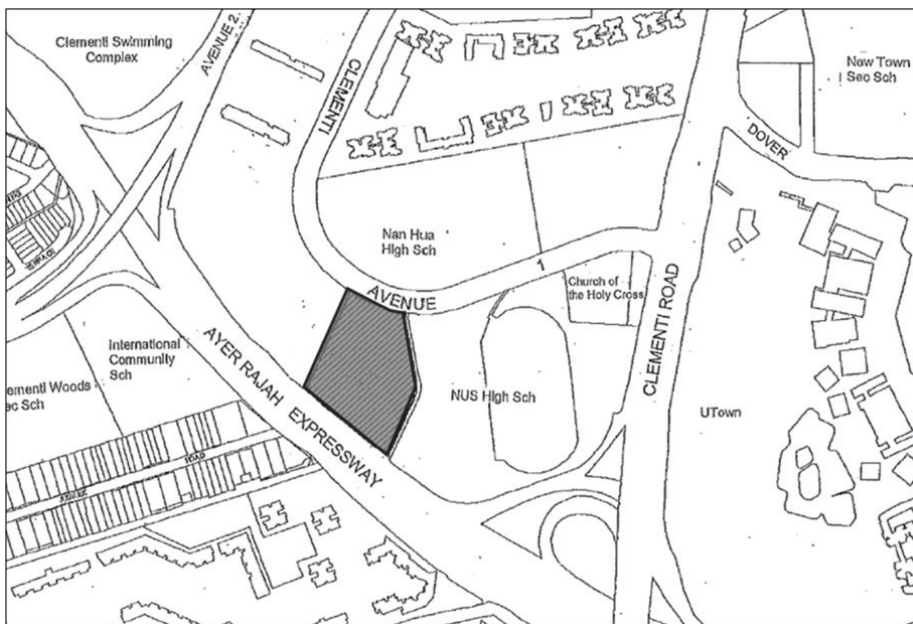 Clementi Swimming
Complex
AVENUE 2
CLEMENTI
New Town
Sec Sch
DOVER
Nan Hua
High Sch
AVENUE
1
Church of
the Holy Cross
CLEMENTI ROAD
International
Community
Sch
lementi Woods
ec Sch
AYER RAJAH EXPRESSWAY
NUS High Sch
UTown
ROAD